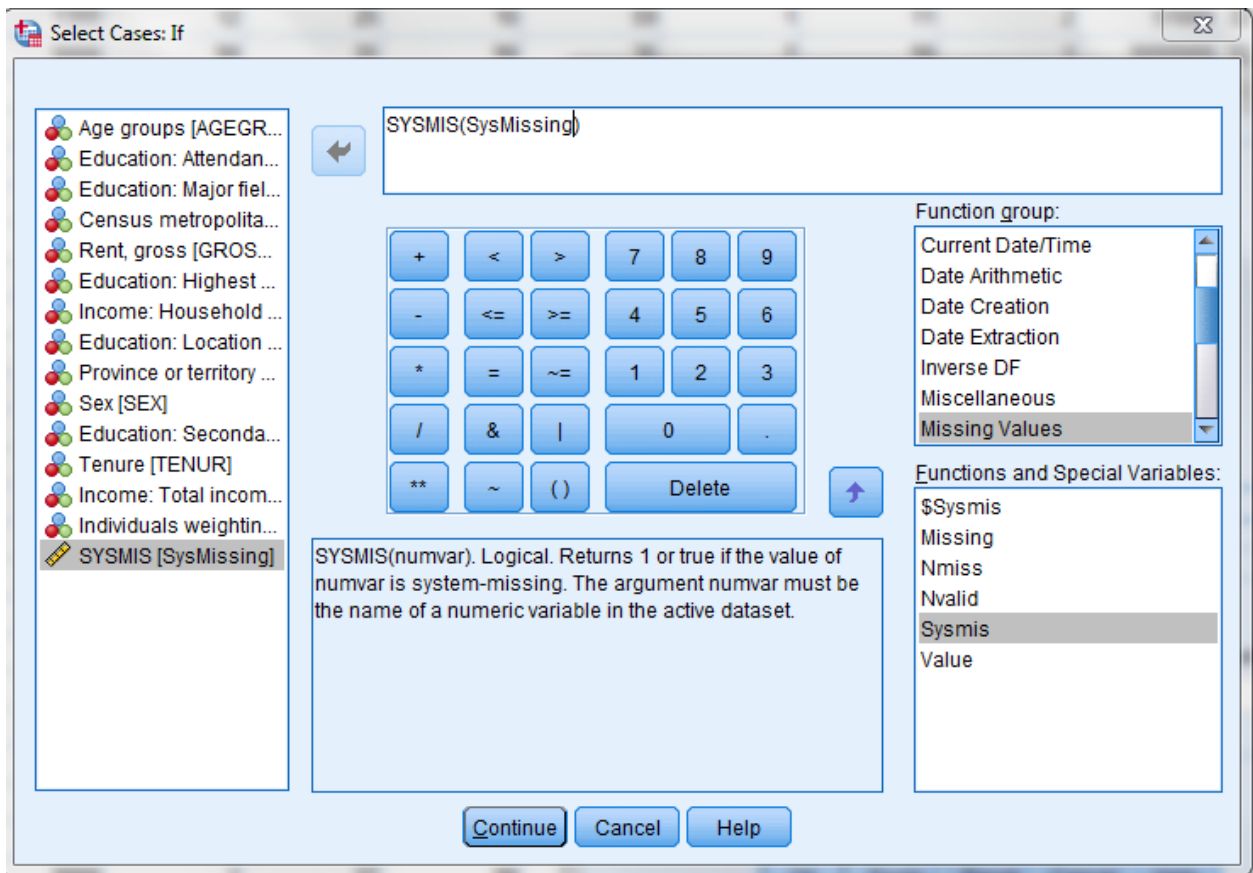 Select Cases: If
Age groups [AGEGR...
Education: Attendan...
Education: Major fiel...
Census metropolita...
Rent, gross [GROS...
Education: Highest ...
Income: Household ...
Education: Location ...
Province or territory ...
Sex [SEX]
Education: Seconda...
Tenure [TENUR]
Income: Total incom...
Individuals weightin...
SYSMIS [SysMissing]
SYSMIS(SysMissing)
+ < > 7 8 9
- <= >= 4 5 6
* = ~= 1 2 3
/ & | 0 .
** ~ ( ) Delete
SYSMIS(numvar). Logical. Returns 1 or true if the value of
numvar is system-missing. The argument numvar must be
the name of a numeric variable in the active dataset.
Function group:
Current Date/Time
Date Arithmetic
Date Creation
Date Extraction
Inverse DF
Miscellaneous
Missing Values
Functions and Special Variables:
$Sysmis
Missing
Nmiss
Nvalid
Sysmis
Value
Continue Cancel Help